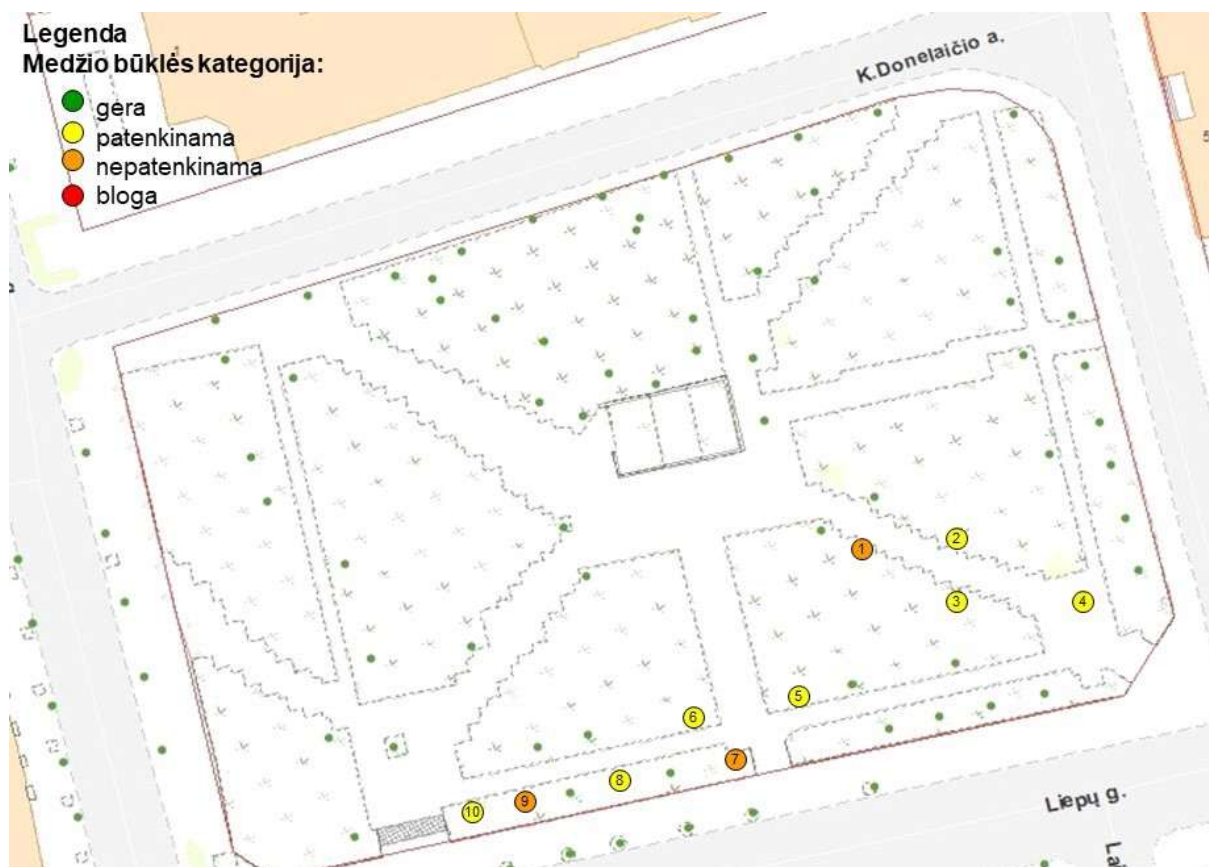 Legenda
Medžio būklės kategorija:
gera
patenkinama
nepatenkinama
bloga
K.Donelaičio a.
1
2
3
4
5
6
7
8
9
10
Liepų g.